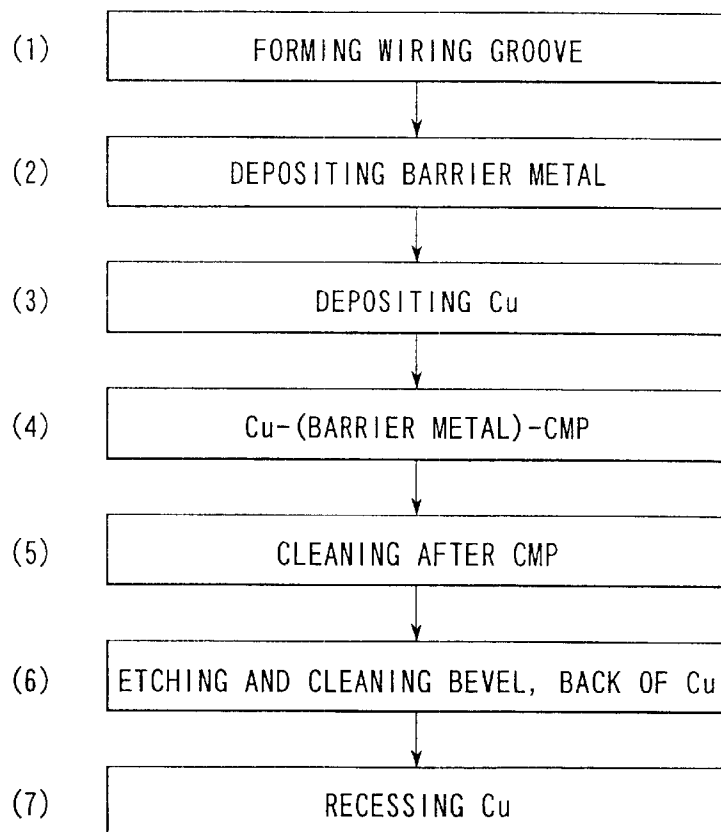 (1) FORMING WIRING GROOVE
(2) DEPOSITING BARRIER METAL
(3) DEPOSITING Cu
(4) Cu-(BARRIER METAL)-CMP
(5) CLEANING AFTER CMP
(6) ETCHING AND CLEANING BEVEL, BACK OF Cu
(7) RECESSING Cu